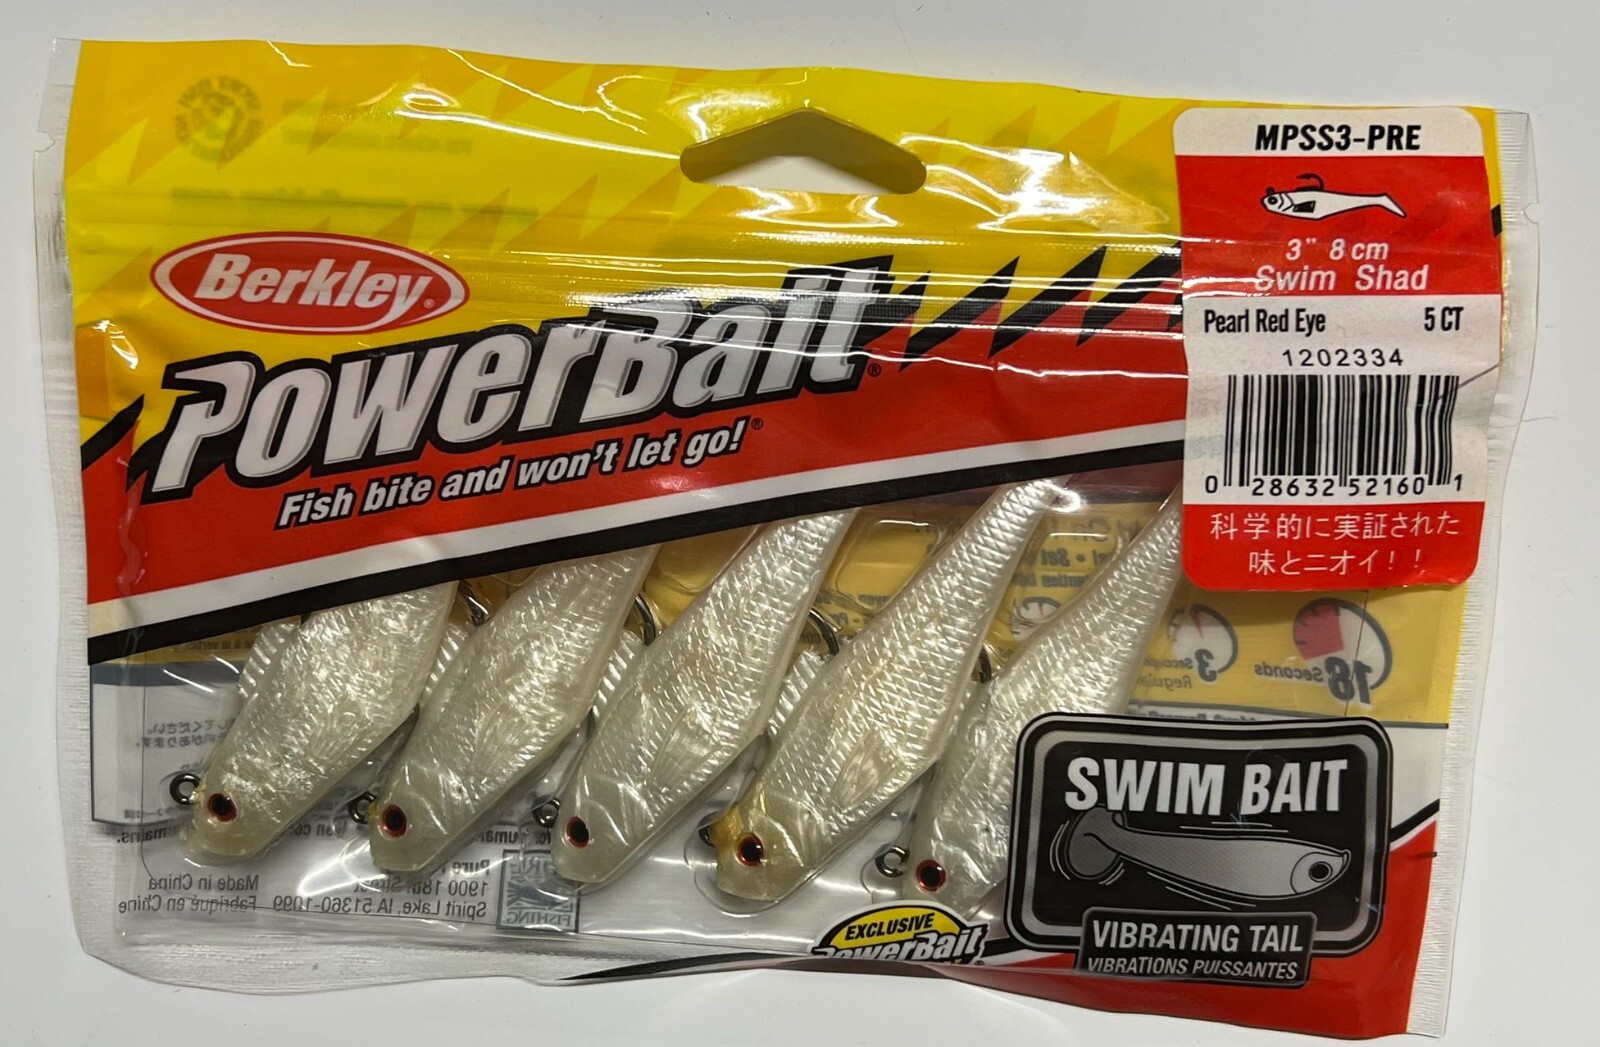 MPSS3-PRE
3" 8cm
Swim Shad
Pearl Red Eye 5 CT
1202334
0 28632 52160 1
科学的に実証された
味とニオイ！！
Berkley®
PowerBait®
Fish bite and won't let go!®
18 Seconds
3 Seconds
SWIM BAIT
VIBRATING TAIL
VIBRATIONS PUISSANTES
EXCLUSIVE
PowerBait
Made in China
Fabriqué en Chine
1900 18th Street
Spirit Lake, IA 51360-1099
FISHING